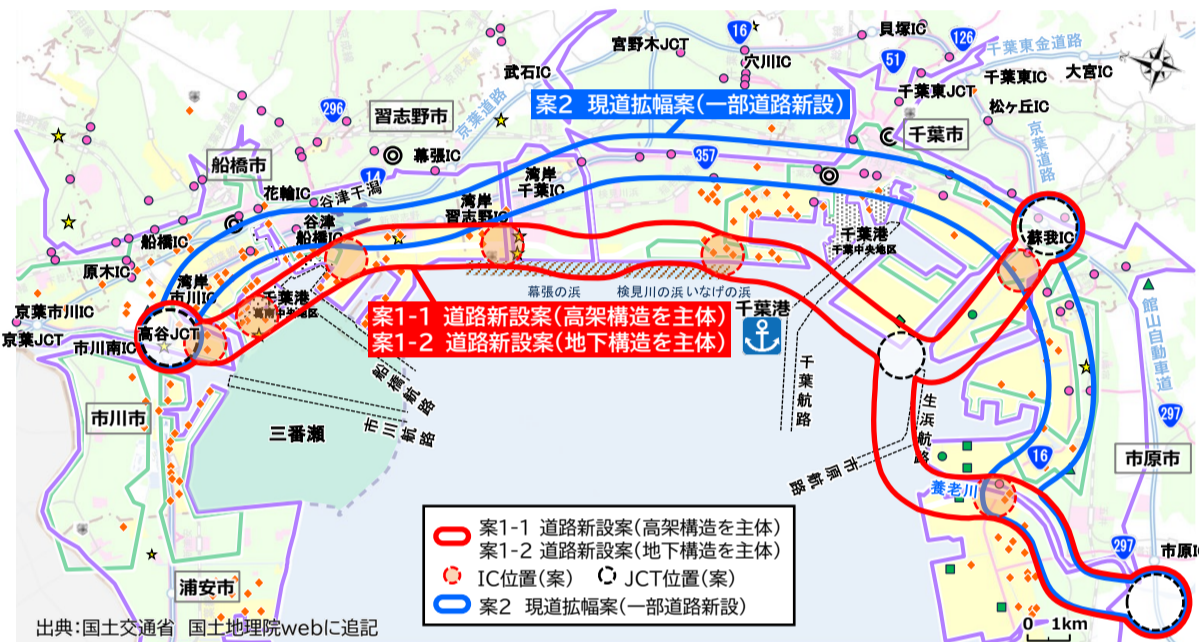 16
126
貝塚IC
宮野木JCT
穴川IC
51
千葉東金道路
武石IC
千葉東IC
大宮IC
千葉東JCT
296
案2 現道拡幅案(一部道路新設)
松ヶ丘IC
習志野市
京葉道路
千葉市
京葉道路
船橋市
幕張IC
357
14
花輪IC
谷津干潟
湾岸
千葉IC
湾岸
習志野IC
谷津
船橋IC
船橋IC
千葉港
千葉中央地区
蘇我IC
原木IC
湾岸
市川IC
千葉港
幕張の浜
検見川の浜
いなげの浜
館山自動車道
京葉市川IC
高谷JCT
案1-1 道路新設案(高架構造を主体)
案1-2 道路新設案(地下構造を主体)
千葉港
京葉JCT
市川南IC
船橋航路
千葉航路
生浜航路
市川市
三番瀬
市川航路
297
市原航路
16
市原市
養老川
案1-1 道路新設案(高架構造を主体)
案1-2 道路新設案(地下構造を主体)
IC位置(案)
JCT位置(案)
案2 現道拡幅案(一部道路新設)
297
市原IC
浦安市
出典:国土交通省 国土地理院webに追記
0 1km